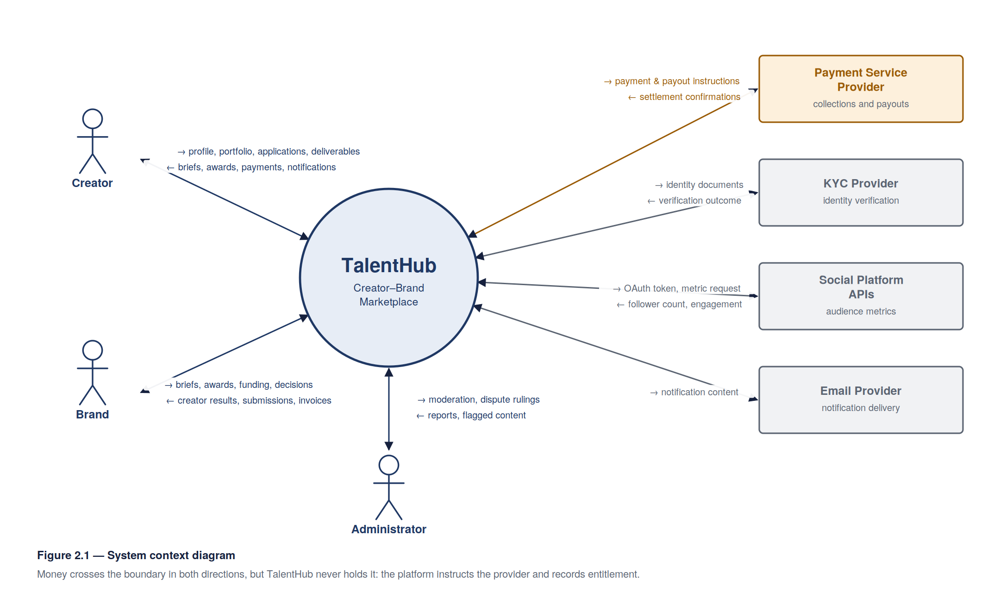 → payment & payout instructions
← settlement confirmations
Payment Service
Provider
collections and payouts
→ profile, portfolio, applications, deliverables
← briefs, awards, payments, notifications
Creator
→ identity documents
← verification outcome
KYC Provider
identity verification
TalentHub
Creator–Brand
Marketplace
→ OAuth token, metric request
← follower count, engagement
Social Platform
APIs
audience metrics
→ briefs, awards, funding, decisions
← creator results, submissions, invoices
Brand
→ moderation, dispute rulings
← reports, flagged content
→ notification content
Email Provider
notification delivery
Administrator
Figure 2.1 — System context diagram
Money crosses the boundary in both directions, but TalentHub never holds it: the platform instructs the provider and records entitlement.